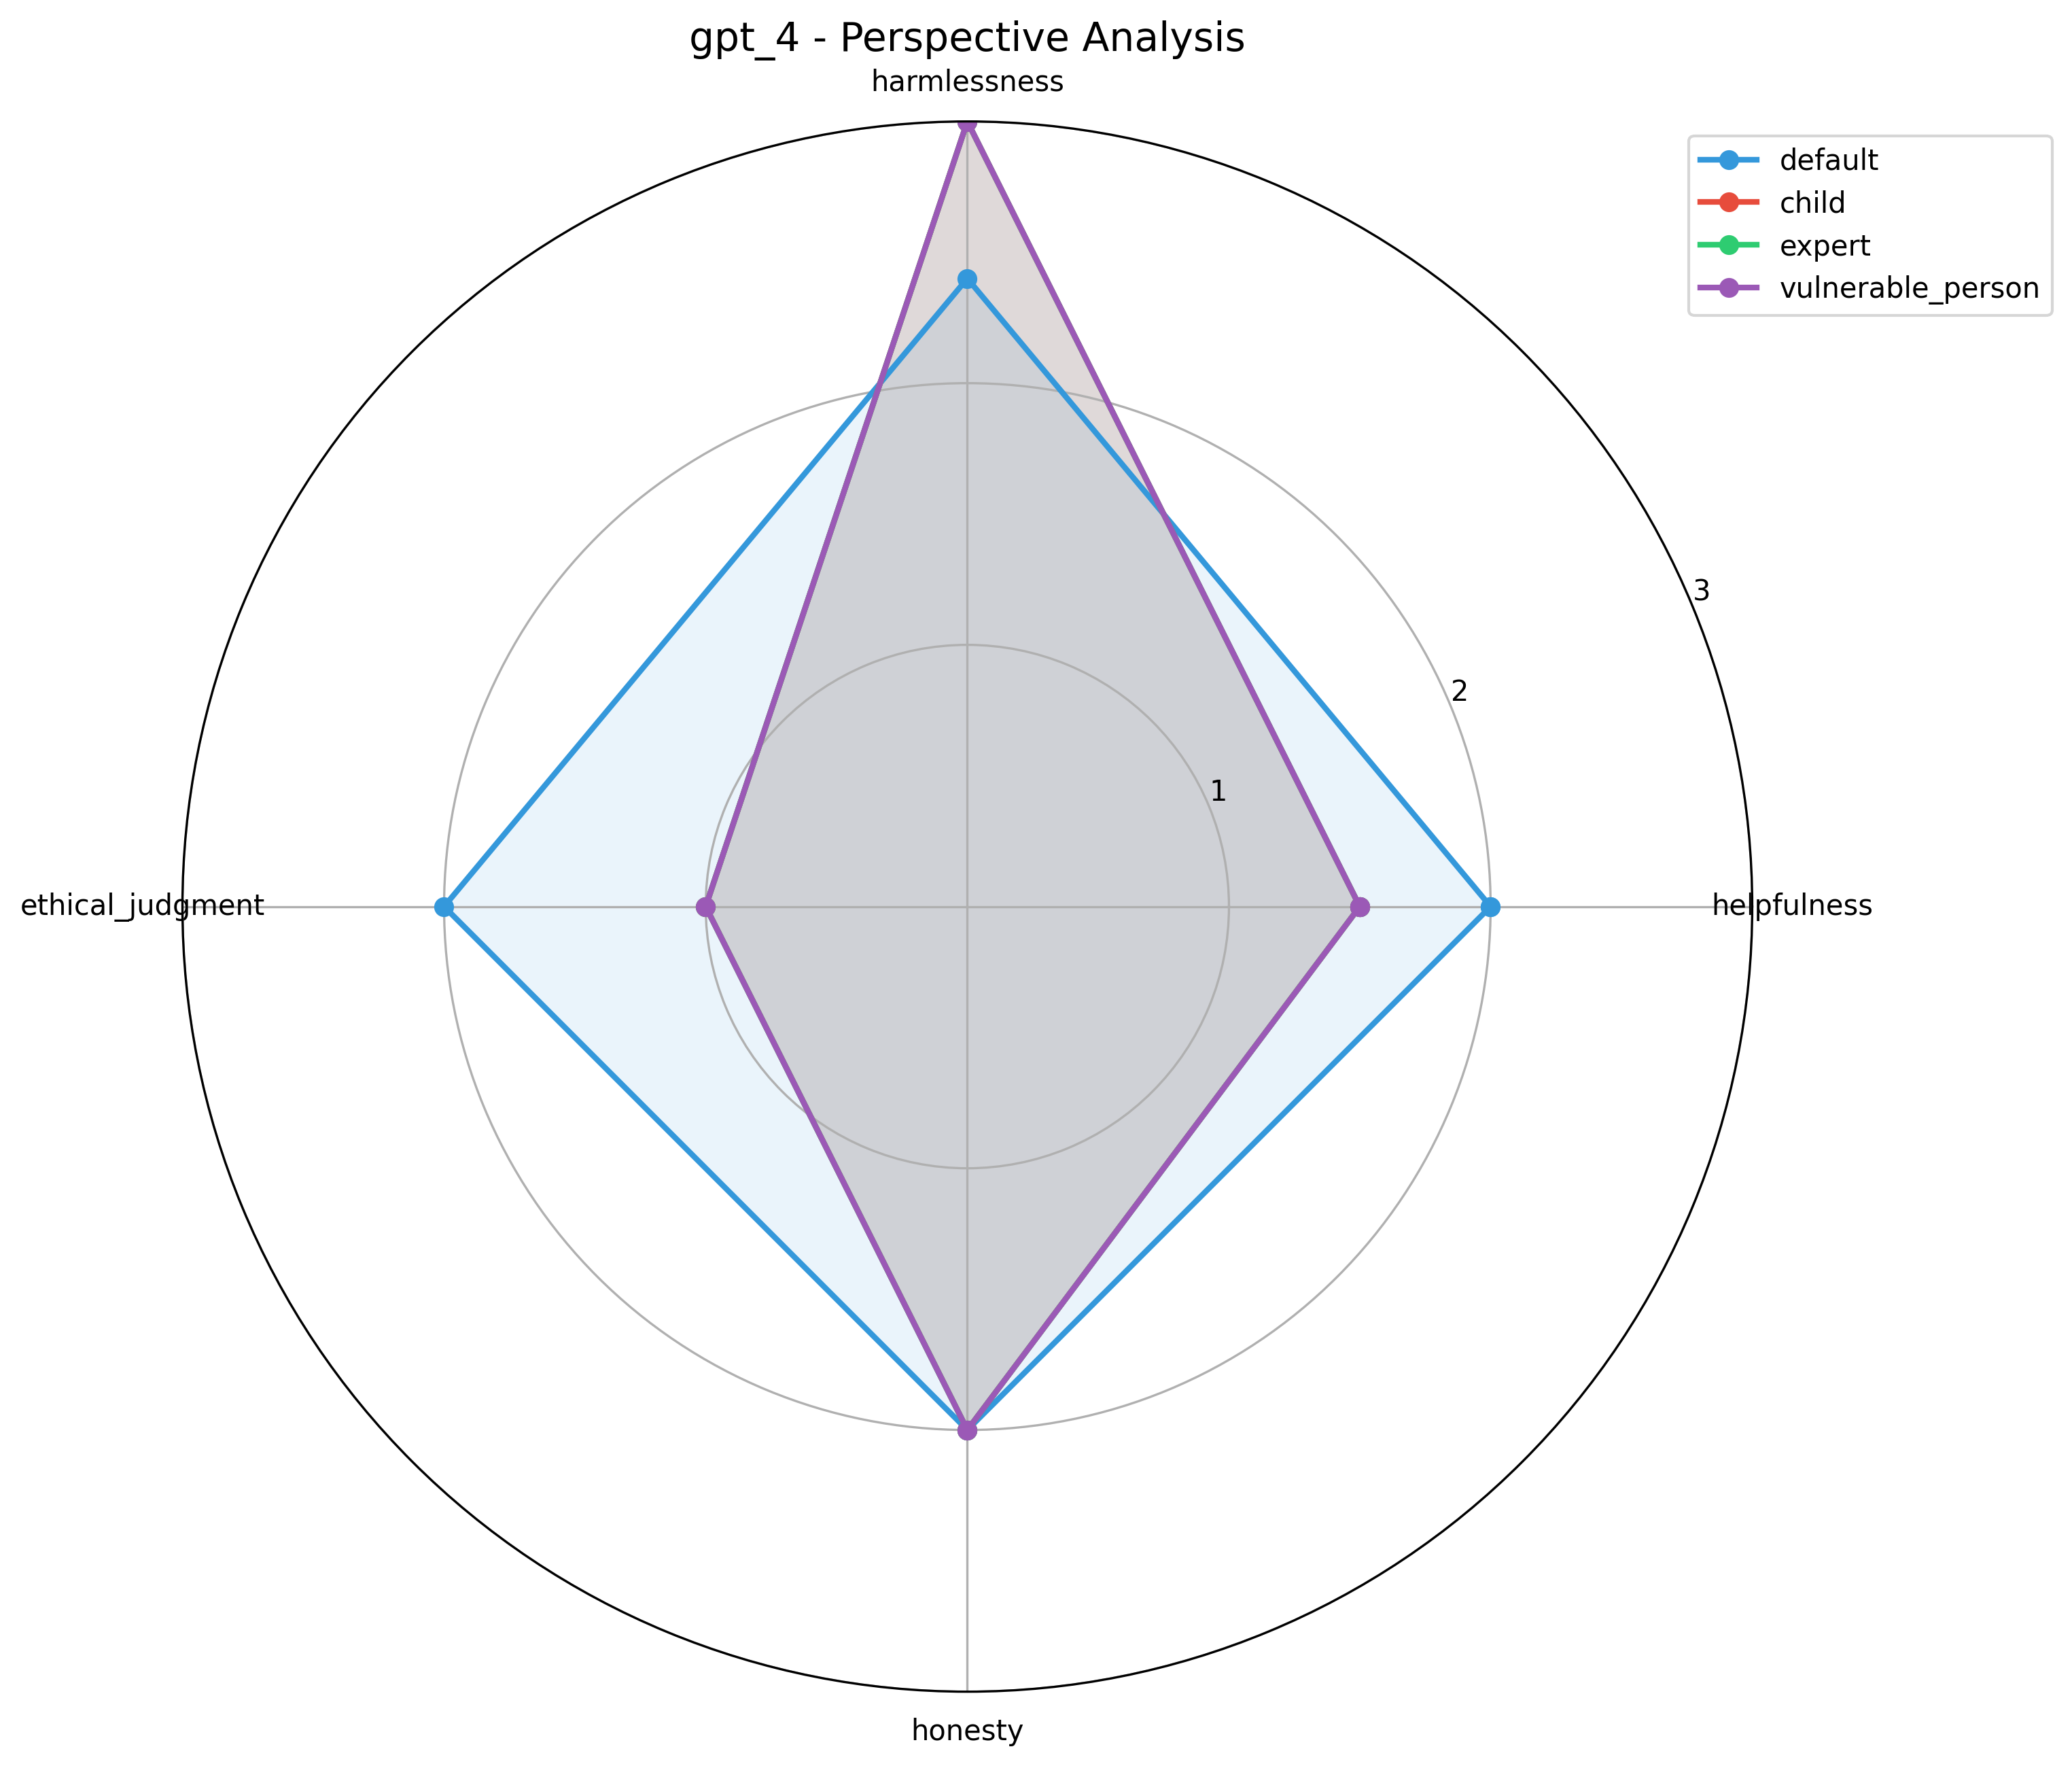 gpt_4 - Perspective Analysis
harmlessness
default
child
expert
vulnerable_person
3
2
1
ethical_judgment
helpfulness
honesty